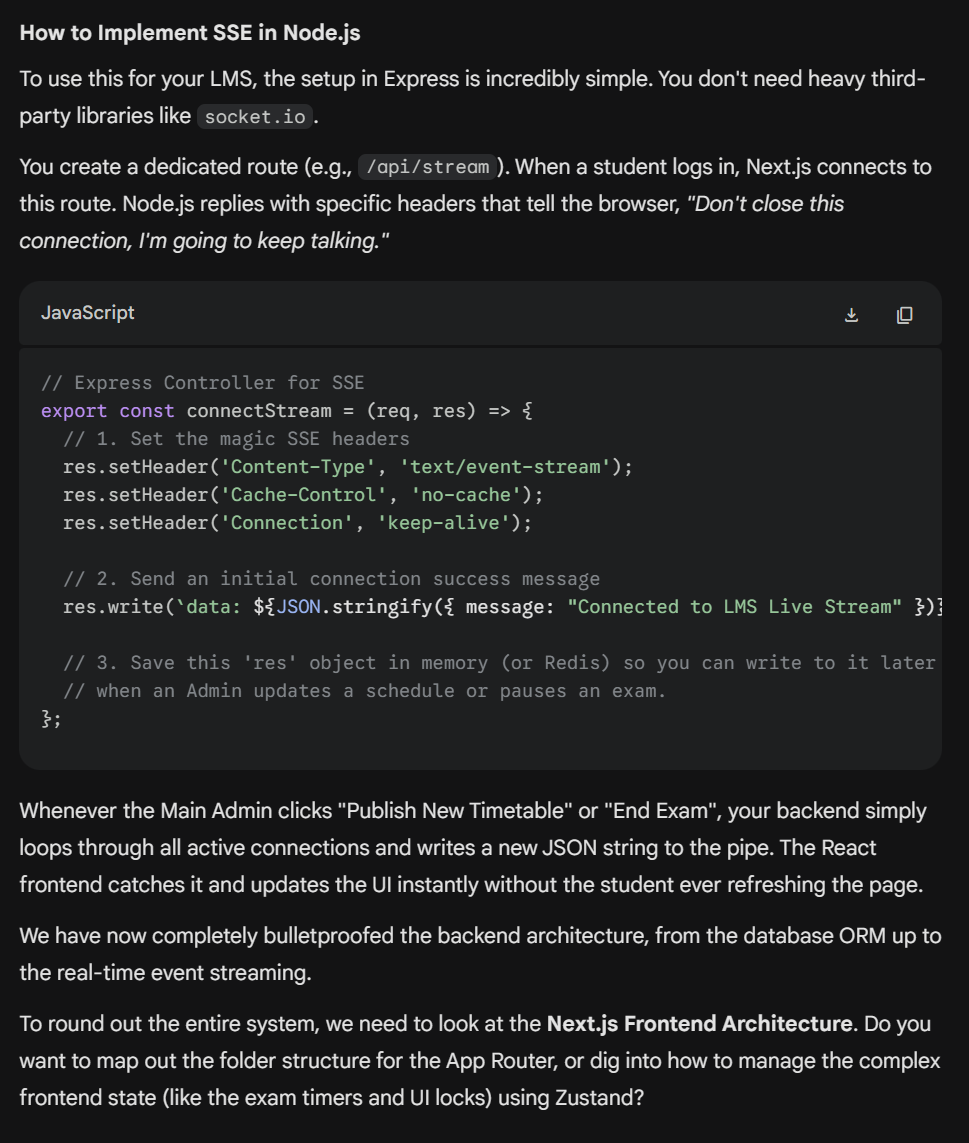 How to Implement SSE in Node.js
To use this for your LMS, the setup in Express is incredibly simple. You don't need heavy third-
party libraries like socket.io.
You create a dedicated route (e.g., /api/stream). When a student logs in, Next.js connects to
this route. Node.js replies with specific headers that tell the browser, "Don't close this
connection, I'm going to keep talking."
JavaScript
// Express Controller for SSE
export const connectStream = (req, res) => {
  // 1. Set the magic SSE headers
  res.setHeader('Content-Type', 'text/event-stream');
  res.setHeader('Cache-Control', 'no-cache');
  res.setHeader('Connection', 'keep-alive');
  // 2. Send an initial connection success message
  res.write(`data: ${JSON.stringify({ message: "Connected to LMS Live Stream" })}
  // 3. Save this 'res' object in memory (or Redis) so you can write to it later
  // when an Admin updates a schedule or pauses an exam.
};
Whenever the Main Admin clicks "Publish New Timetable" or "End Exam", your backend simply
loops through all active connections and writes a new JSON string to the pipe. The React
frontend catches it and updates the UI instantly without the student ever refreshing the page.
We have now completely bulletproofed the backend architecture, from the database ORM up to
the real-time event streaming.
To round out the entire system, we need to look at the Next.js Frontend Architecture. Do you
want to map out the folder structure for the App Router, or dig into how to manage the complex
frontend state (like the exam timers and UI locks) using Zustand?